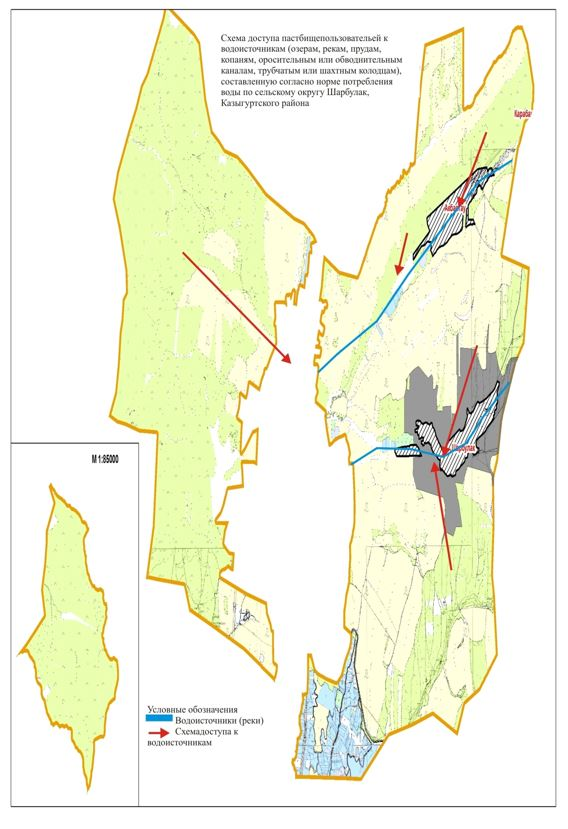 Схема доступа пастбищепользователей к
водоисточникам (озерам, рекам, прудам,
копаням, оросительным или обводнительным
каналам, трубчатым или шахтным колодцам),
составленную согласно норме потребления
воды по сельскому округу Шарбулак,
Казыгуртского района
Шарбулак
М 1:85000
Условные обозначения
Водоисточники (реки)
Схемадоступа к
водоисточникам